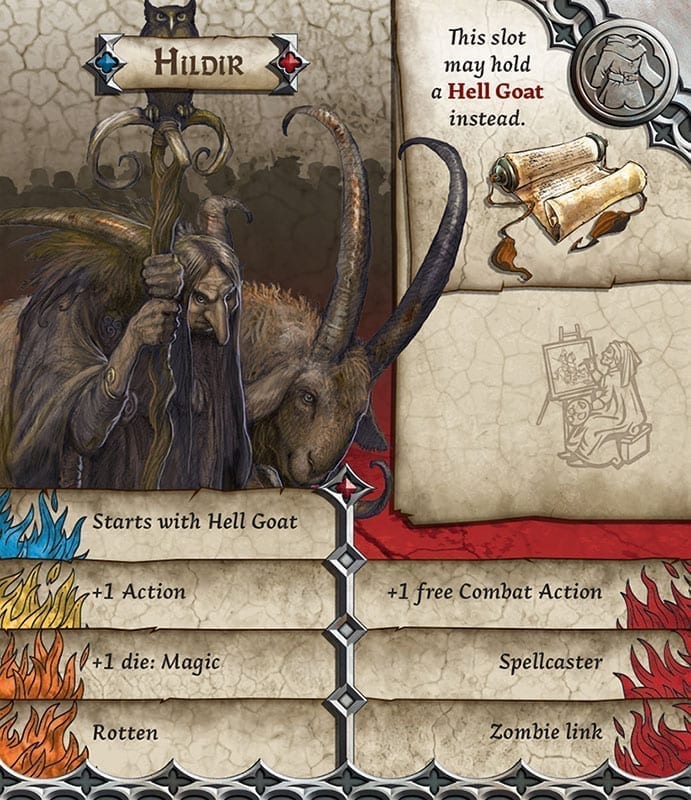 HILDIR
This slot
may hold
a Hell Goat
instead.
Starts with Hell Goat
+1 Action
+1 free Combat Action
+1 die: Magic
Spellcaster
Rotten
Zombie link